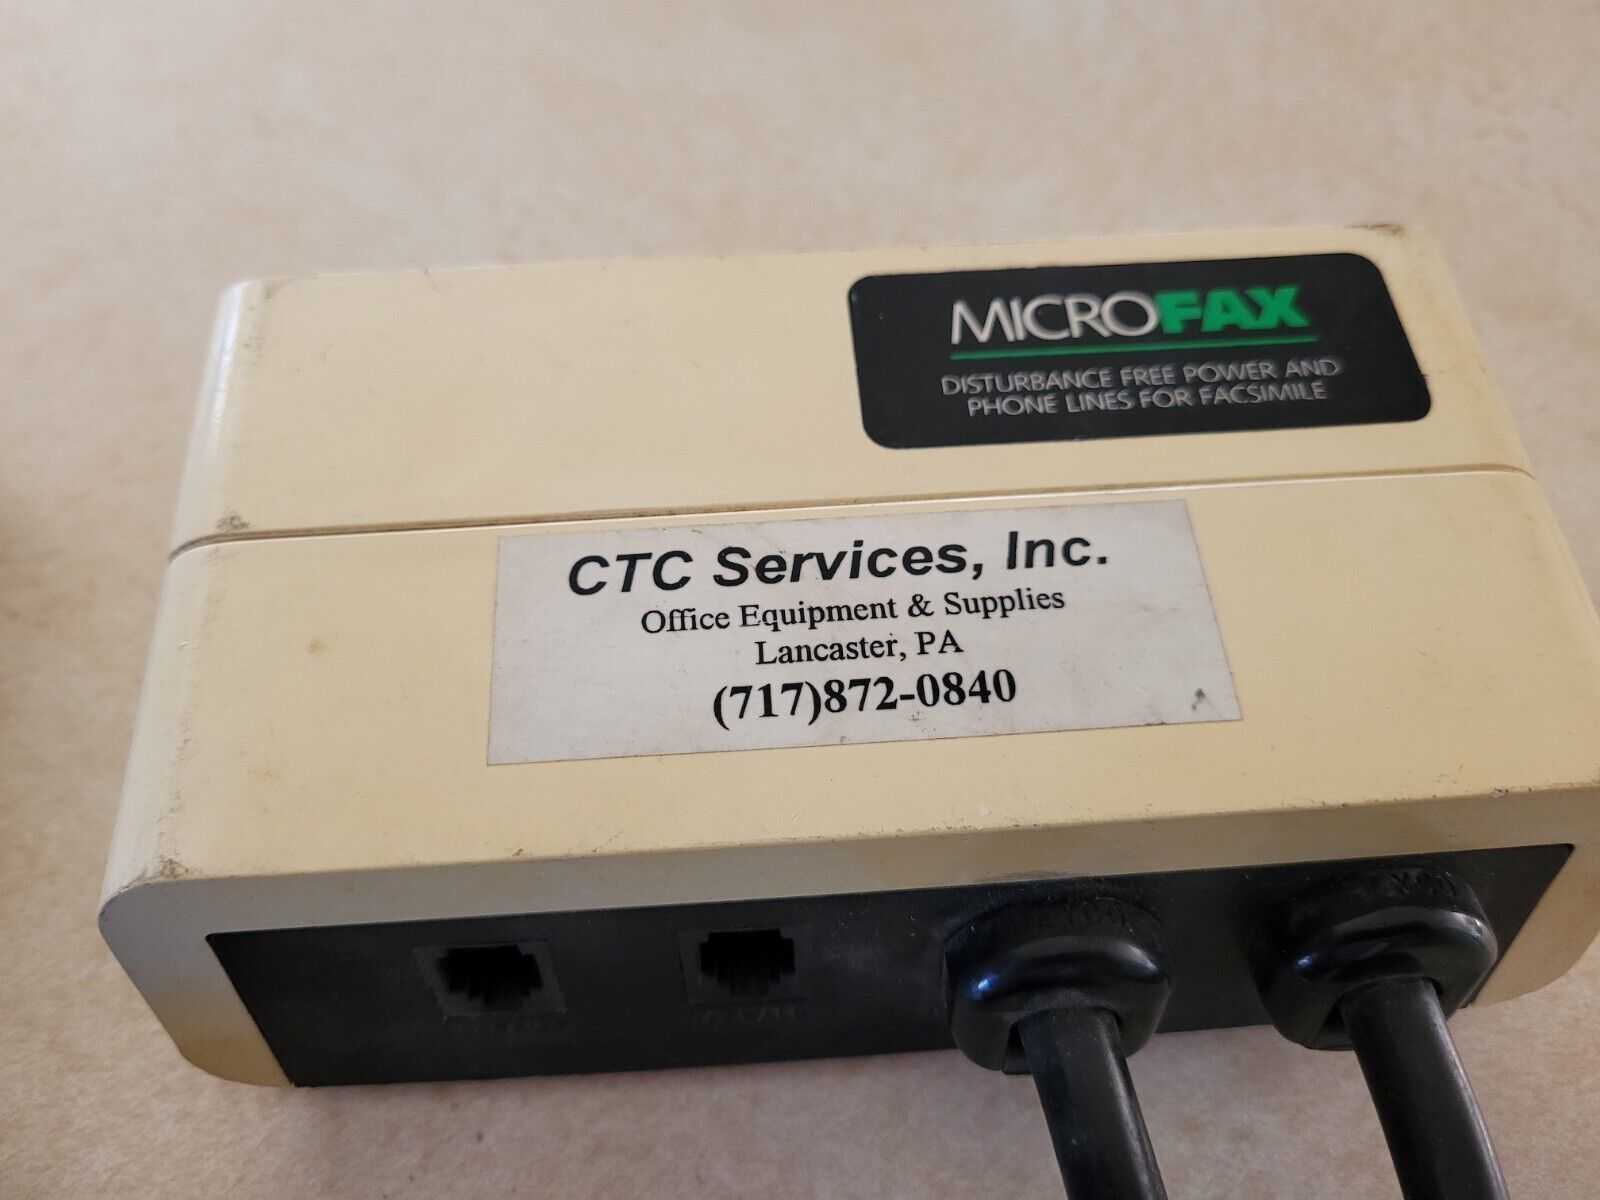 MICROFAX
DISTURBANCE FREE POWER AND
PHONE LINES FOR FACSIMILE
CTC Services, Inc.
Office Equipment & Supplies
Lancaster, PA
(717)872-0840